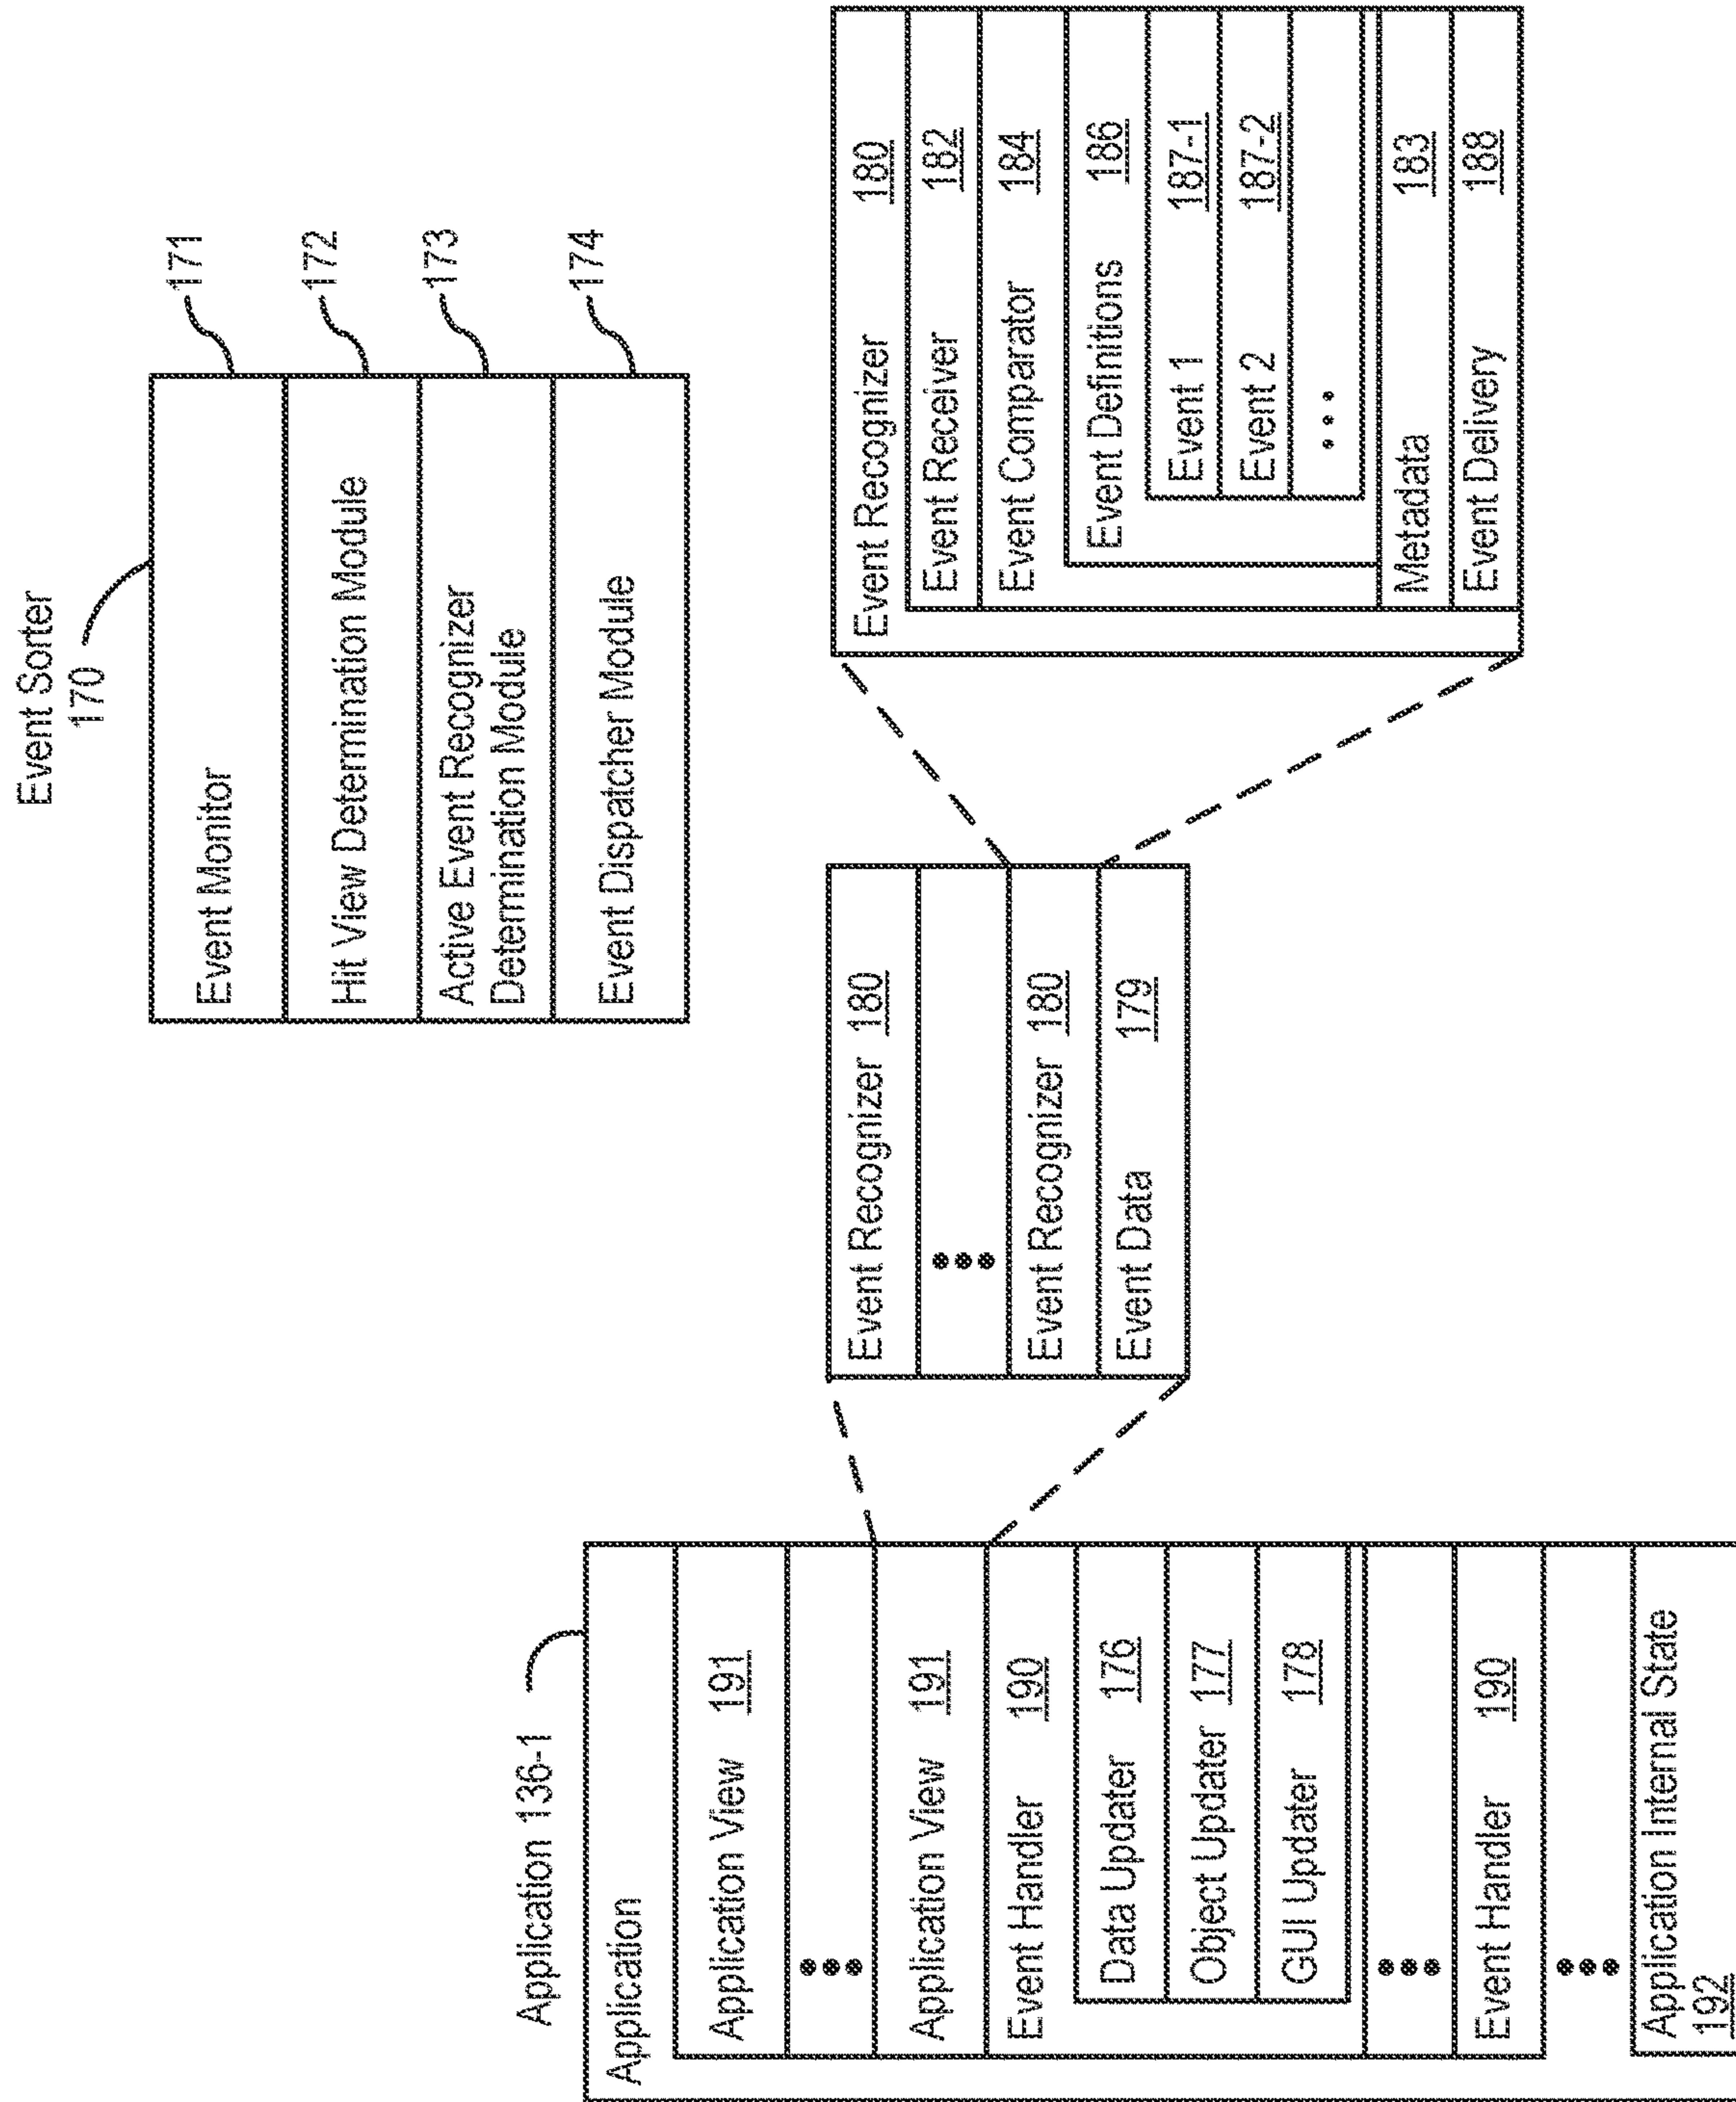 Event Sorter
170
Event Monitor
171
Hit View Determination Module
172
Active Event Recognizer
Determination Module
173
Event Dispatcher Module
174
Application 136-1
Application
Application View 191
•••
Application View 191
Event Handler 190
Data Updater 176
Object Updater 177
GUI Updater 178
•••
Event Handler 190
•••
Application Internal State
192
Event Recognizer 180
•••
Event Recognizer 180
Event Data 179
Event Recognizer 180
Event Receiver 182
Event Comparator 184
Event Definitions 186
Event 1 187-1
Event 2 187-2
•••
Metadata 183
Event Delivery 188